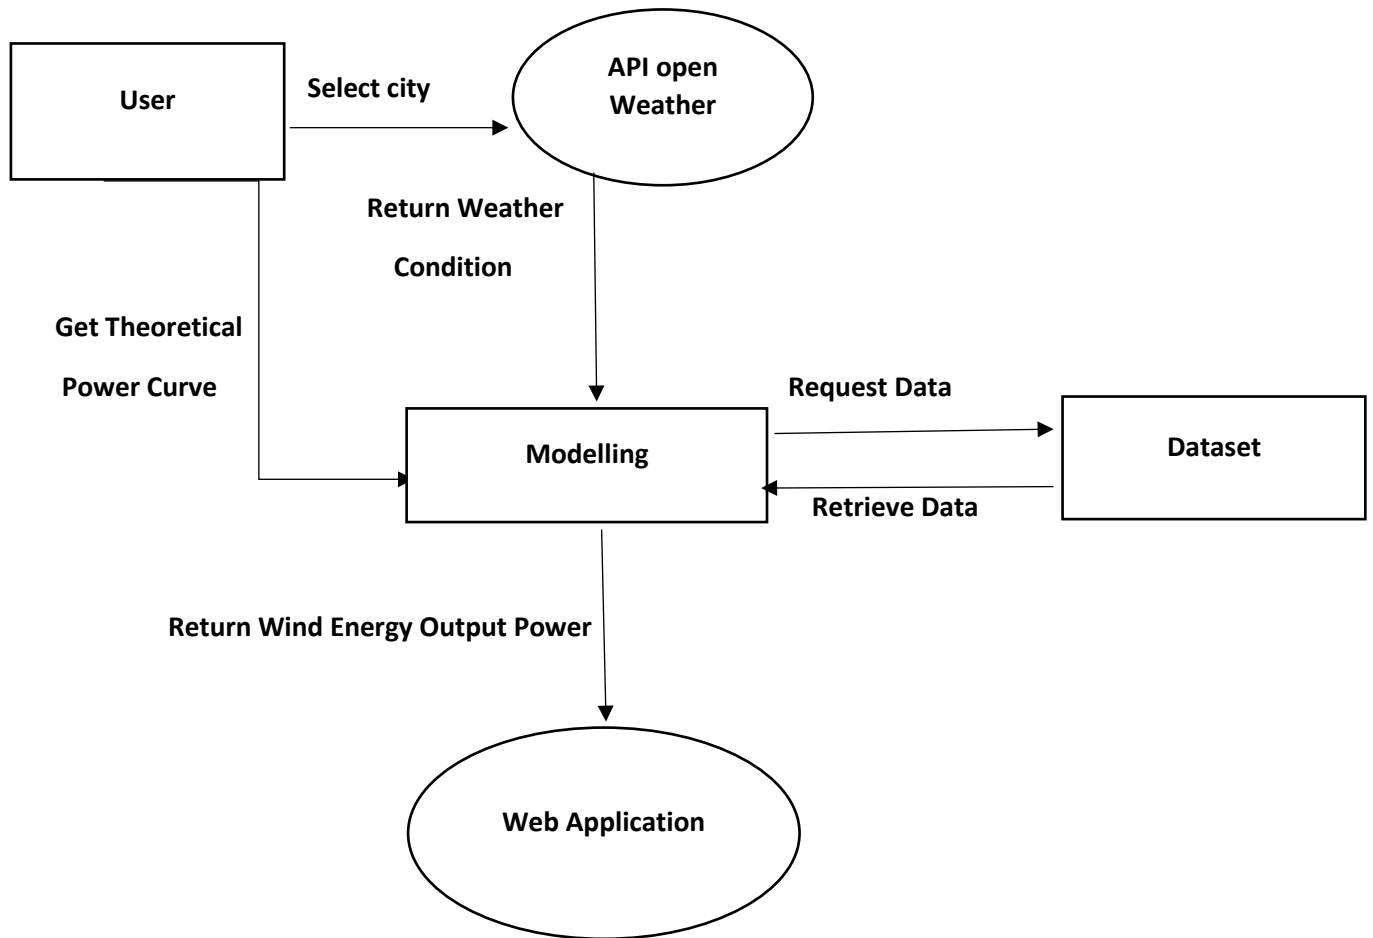 User
Select city
API open
Weather
Return Weather
Condition
Get Theoretical
Power Curve
Request Data
Modelling
Dataset
Retrieve Data
Return Wind Energy Output Power
Web Application